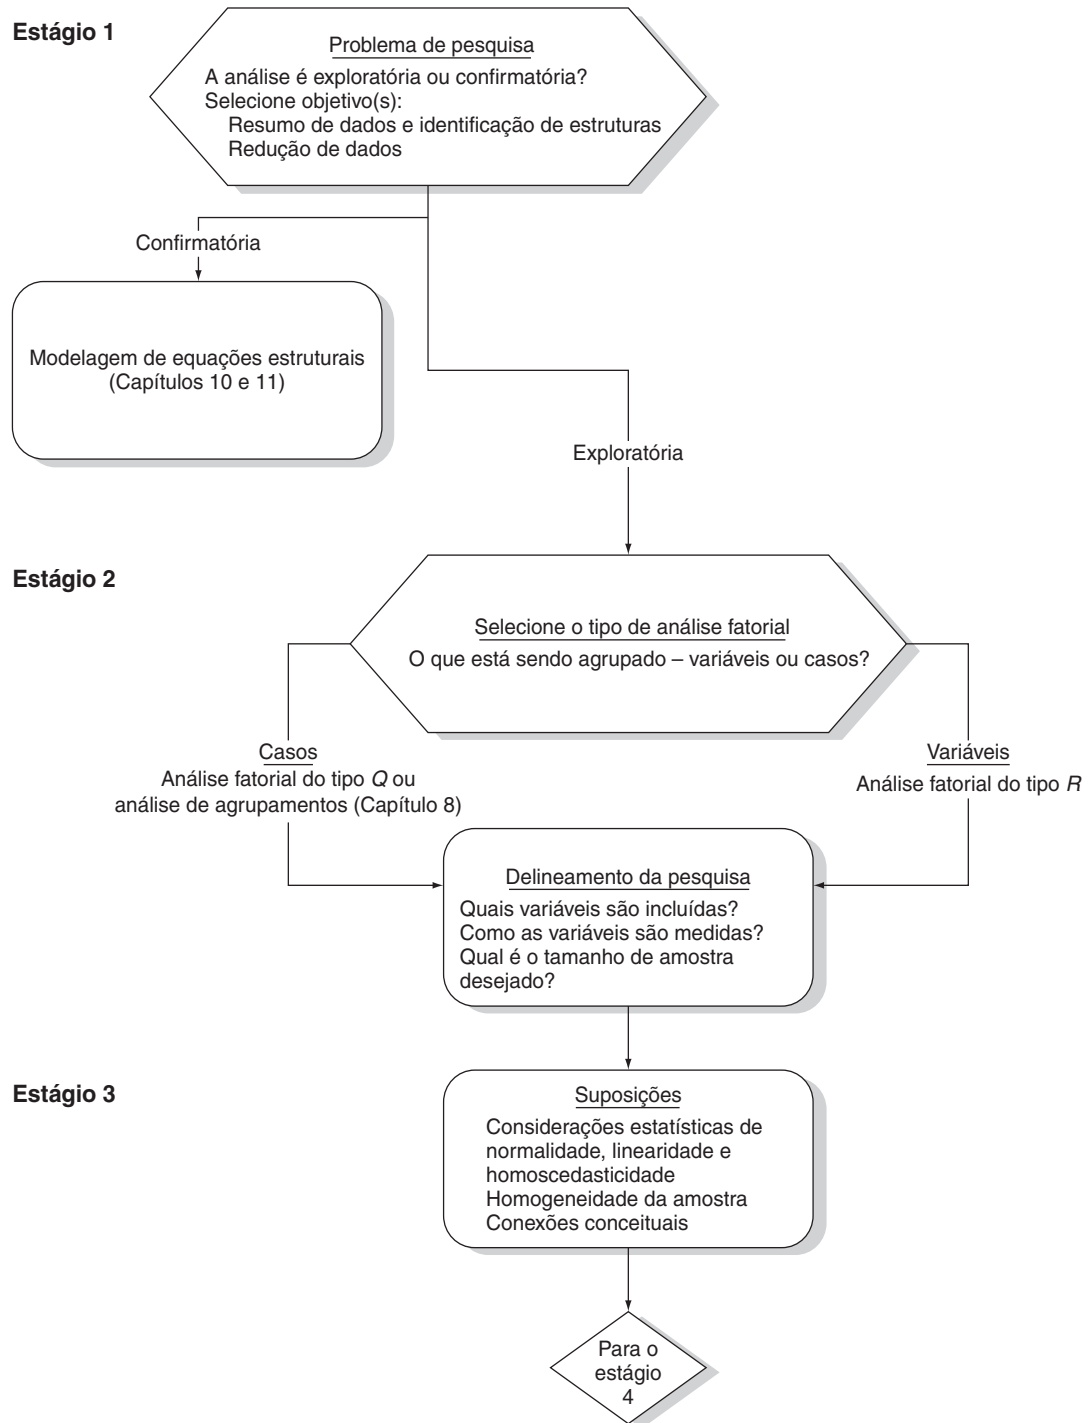 Estágio 1
Problema de pesquisa
A análise é exploratória ou confirmatória?
Selecione objetivo(s):
Resumo de dados e identificação de estruturas
Redução de dados
Confirmatória
Modelagem de equações estruturais
(Capítulos 10 e 11)
Exploratória
Estágio 2
Selecione o tipo de análise fatorial
O que está sendo agrupado – variáveis ou casos?
Casos
Análise fatorial do tipo Q ou
análise de agrupamentos (Capítulo 8)
Variáveis
Análise fatorial do tipo R
Delineamento da pesquisa
Quais variáveis são incluídas?
Como as variáveis são medidas?
Qual é o tamanho de amostra
desejado?
Estágio 3
Suposições
Considerações estatísticas de
normalidade, linearidade e
homoscedasticidade
Homogeneidade da amostra
Conexões conceituais
Para o
estágio
4